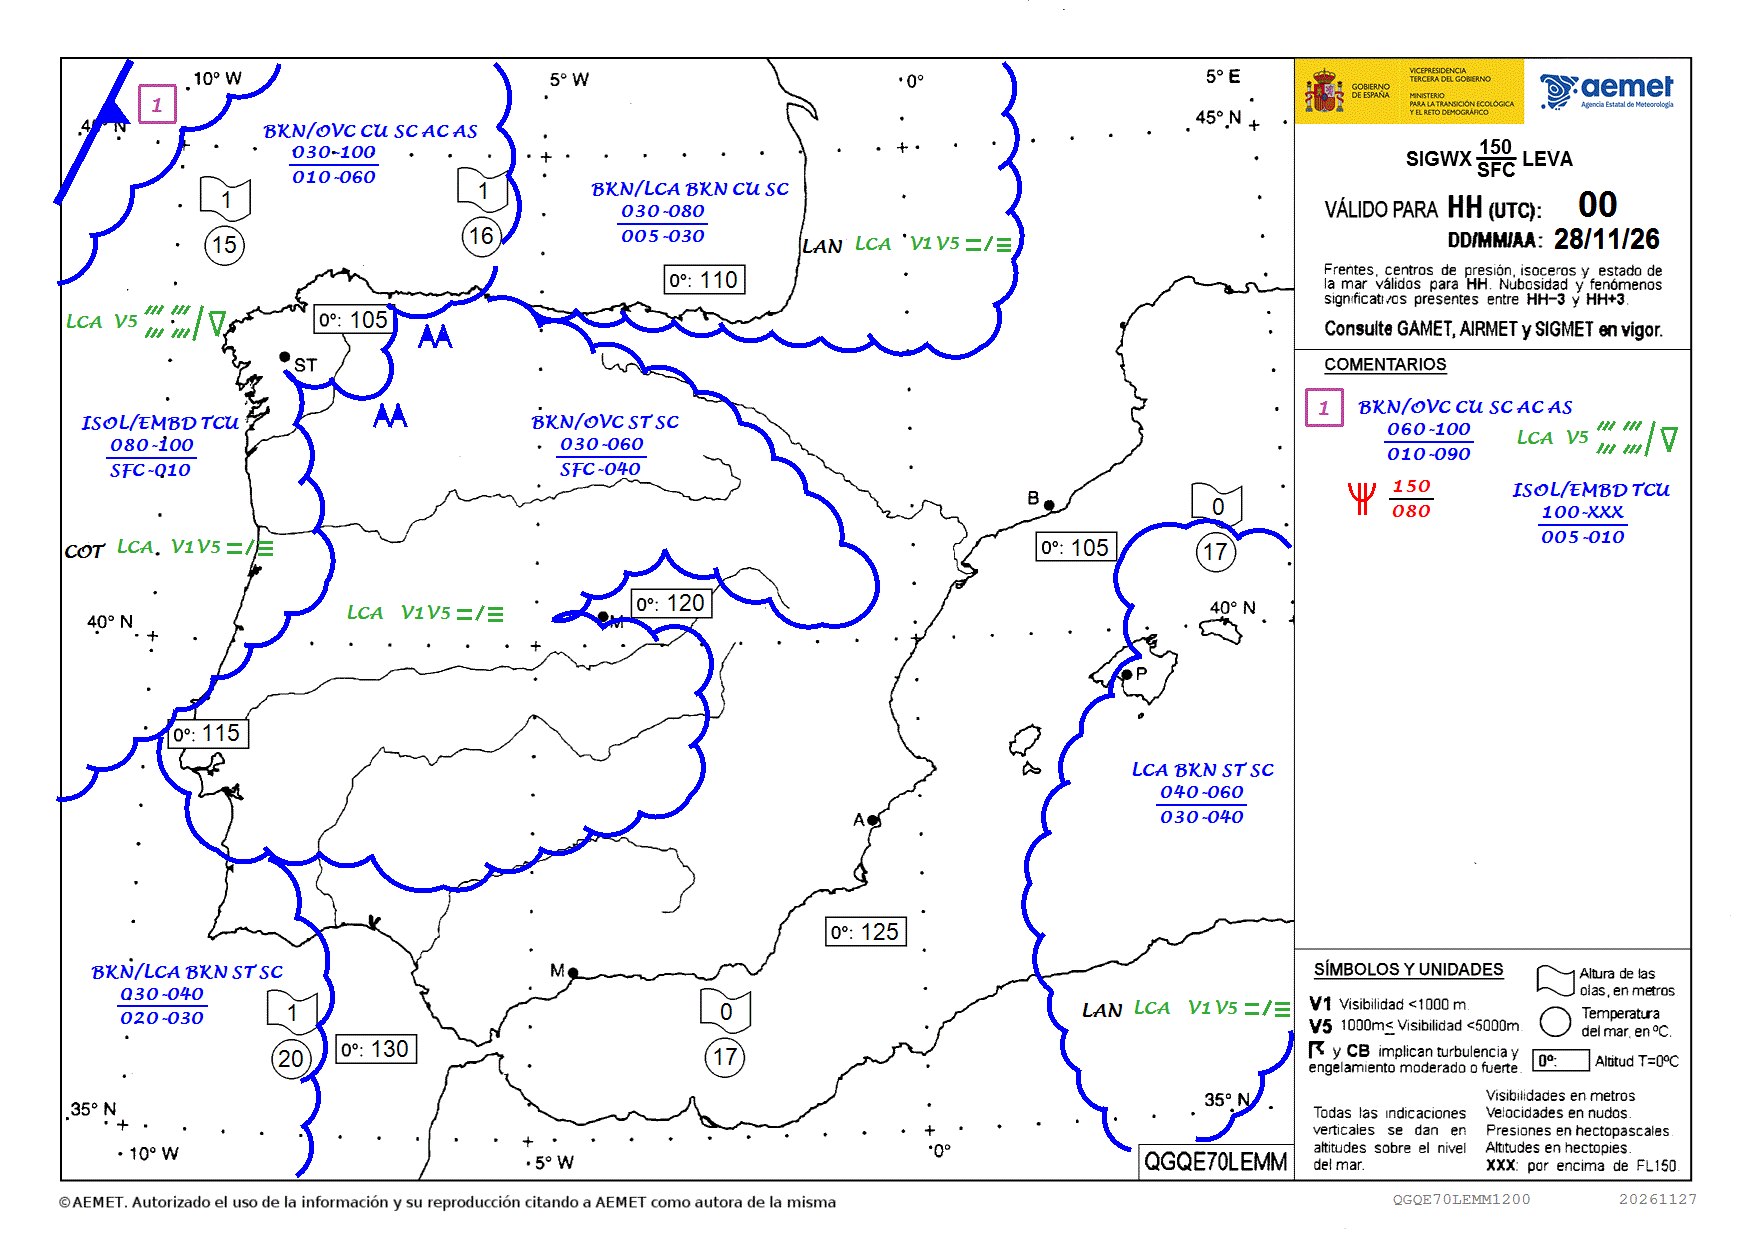 10° W
5° W
0°
5° E
45° N
1
BKN/OVC CU SC AC AS
030-100
010-060
1
15
1
16
BKN/LCA BKN CU SC
030-080
005-030
LAN LCA V1 V5
0°: 110
LCA V5
0°: 105
ST
ISOL/EMBD TCU
080-100
SFC-010
BKN/OVC ST SC
030-060
SFC-040
B
0
17
COT LCA V1 V5
0°: 105
LCA V1 V5
0°: 120
M
40° N
40° N
P
0°: 115
LCA BKN ST SC
040-060
030-040
A
0°: 125
BKN/LCA BKN ST SC
030-040
020-030
M
1
20
0°: 130
0
17
LAN LCA V1 V5
35° N
35° N
10° W
5° W
0°
QGQE70LEMM
GOBIERNO
DE ESPAÑA
VICEPRESIDENCIA
TERCERA DEL GOBIERNO
MINISTERIO
PARA LA TRANSICIÓN ECOLÓGICA
Y EL RETO DEMOGRÁFICO
aemet
Agencia Estatal de Meteorología
SIGWX 150/SFC LEVA
VÁLIDO PARA HH (UTC): 00
DD/MM/AA: 28/11/26
Frentes, centros de presión, isoceros y estado de
la mar válidos para HH. Nubosidad y fenómenos
significativos presentes entre HH-3 y HH+3.
Consulte GAMET, AIRMET y SIGMET en vigor.
COMENTARIOS
1
BKN/OVC CU SC AC AS
060-100
010-090
LCA V5
150
080
ISOL/EMBD TCU
100-XXX
005-010
SÍMBOLOS Y UNIDADES
V1 Visibilidad <1000 m.
V5 1000m≤ Visibilidad <5000m.
y CB implican turbulencia y
engelamiento moderado o fuerte.
Altura de las
olas, en metros
Temperatura
del mar, en ºC.
0°: Altitud T=0ºC
Todas las indicaciones
verticales se dan en
altitudes sobre el nivel
del mar.
Visibilidades en metros
Velocidades en nudos.
Presiones en hectopascales
Altitudes en hectopies.
XXX: por encima de FL150.
©AEMET. Autorizado el uso de la información y su reproducción citando a AEMET como autora de la misma
QGQE70LEMM1200
20261127